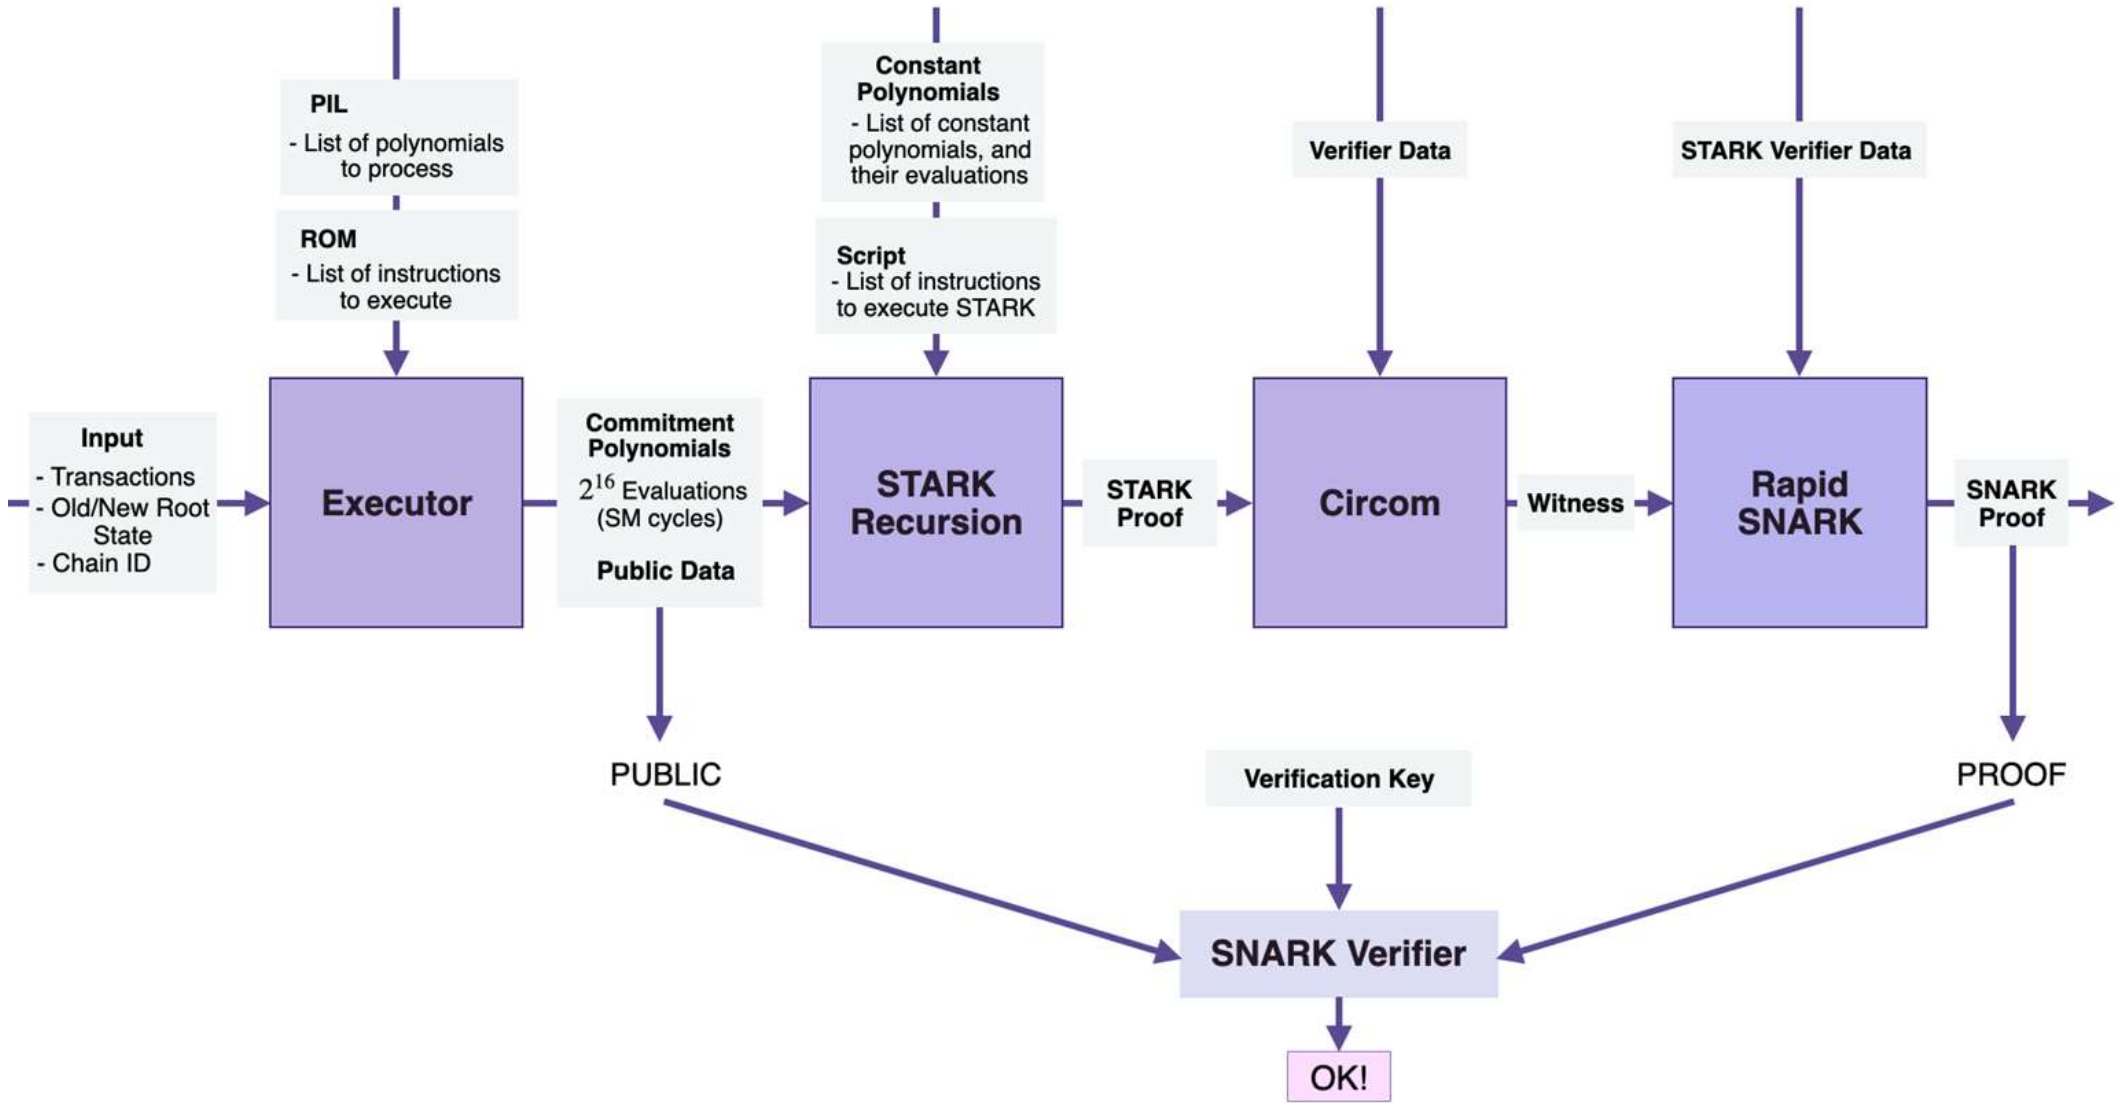 PIL
- List of polynomials
to process
ROM
- List of instructions
to execute
Constant
Polynomials
- List of constant
polynomials, and
their evaluations
Script
- List of instructions
to execute STARK
Verifier Data
STARK Verifier Data
Input
- Transactions
- Old/New Root
State
- Chain ID
Executor
Commitment
Polynomials
2^16 Evaluations
(SM cycles)
Public Data
STARK
Recursion
STARK
Proof
Circom
Witness
Rapid
SNARK
SNARK
Proof
PUBLIC
Verification Key
PROOF
SNARK Verifier
OK!